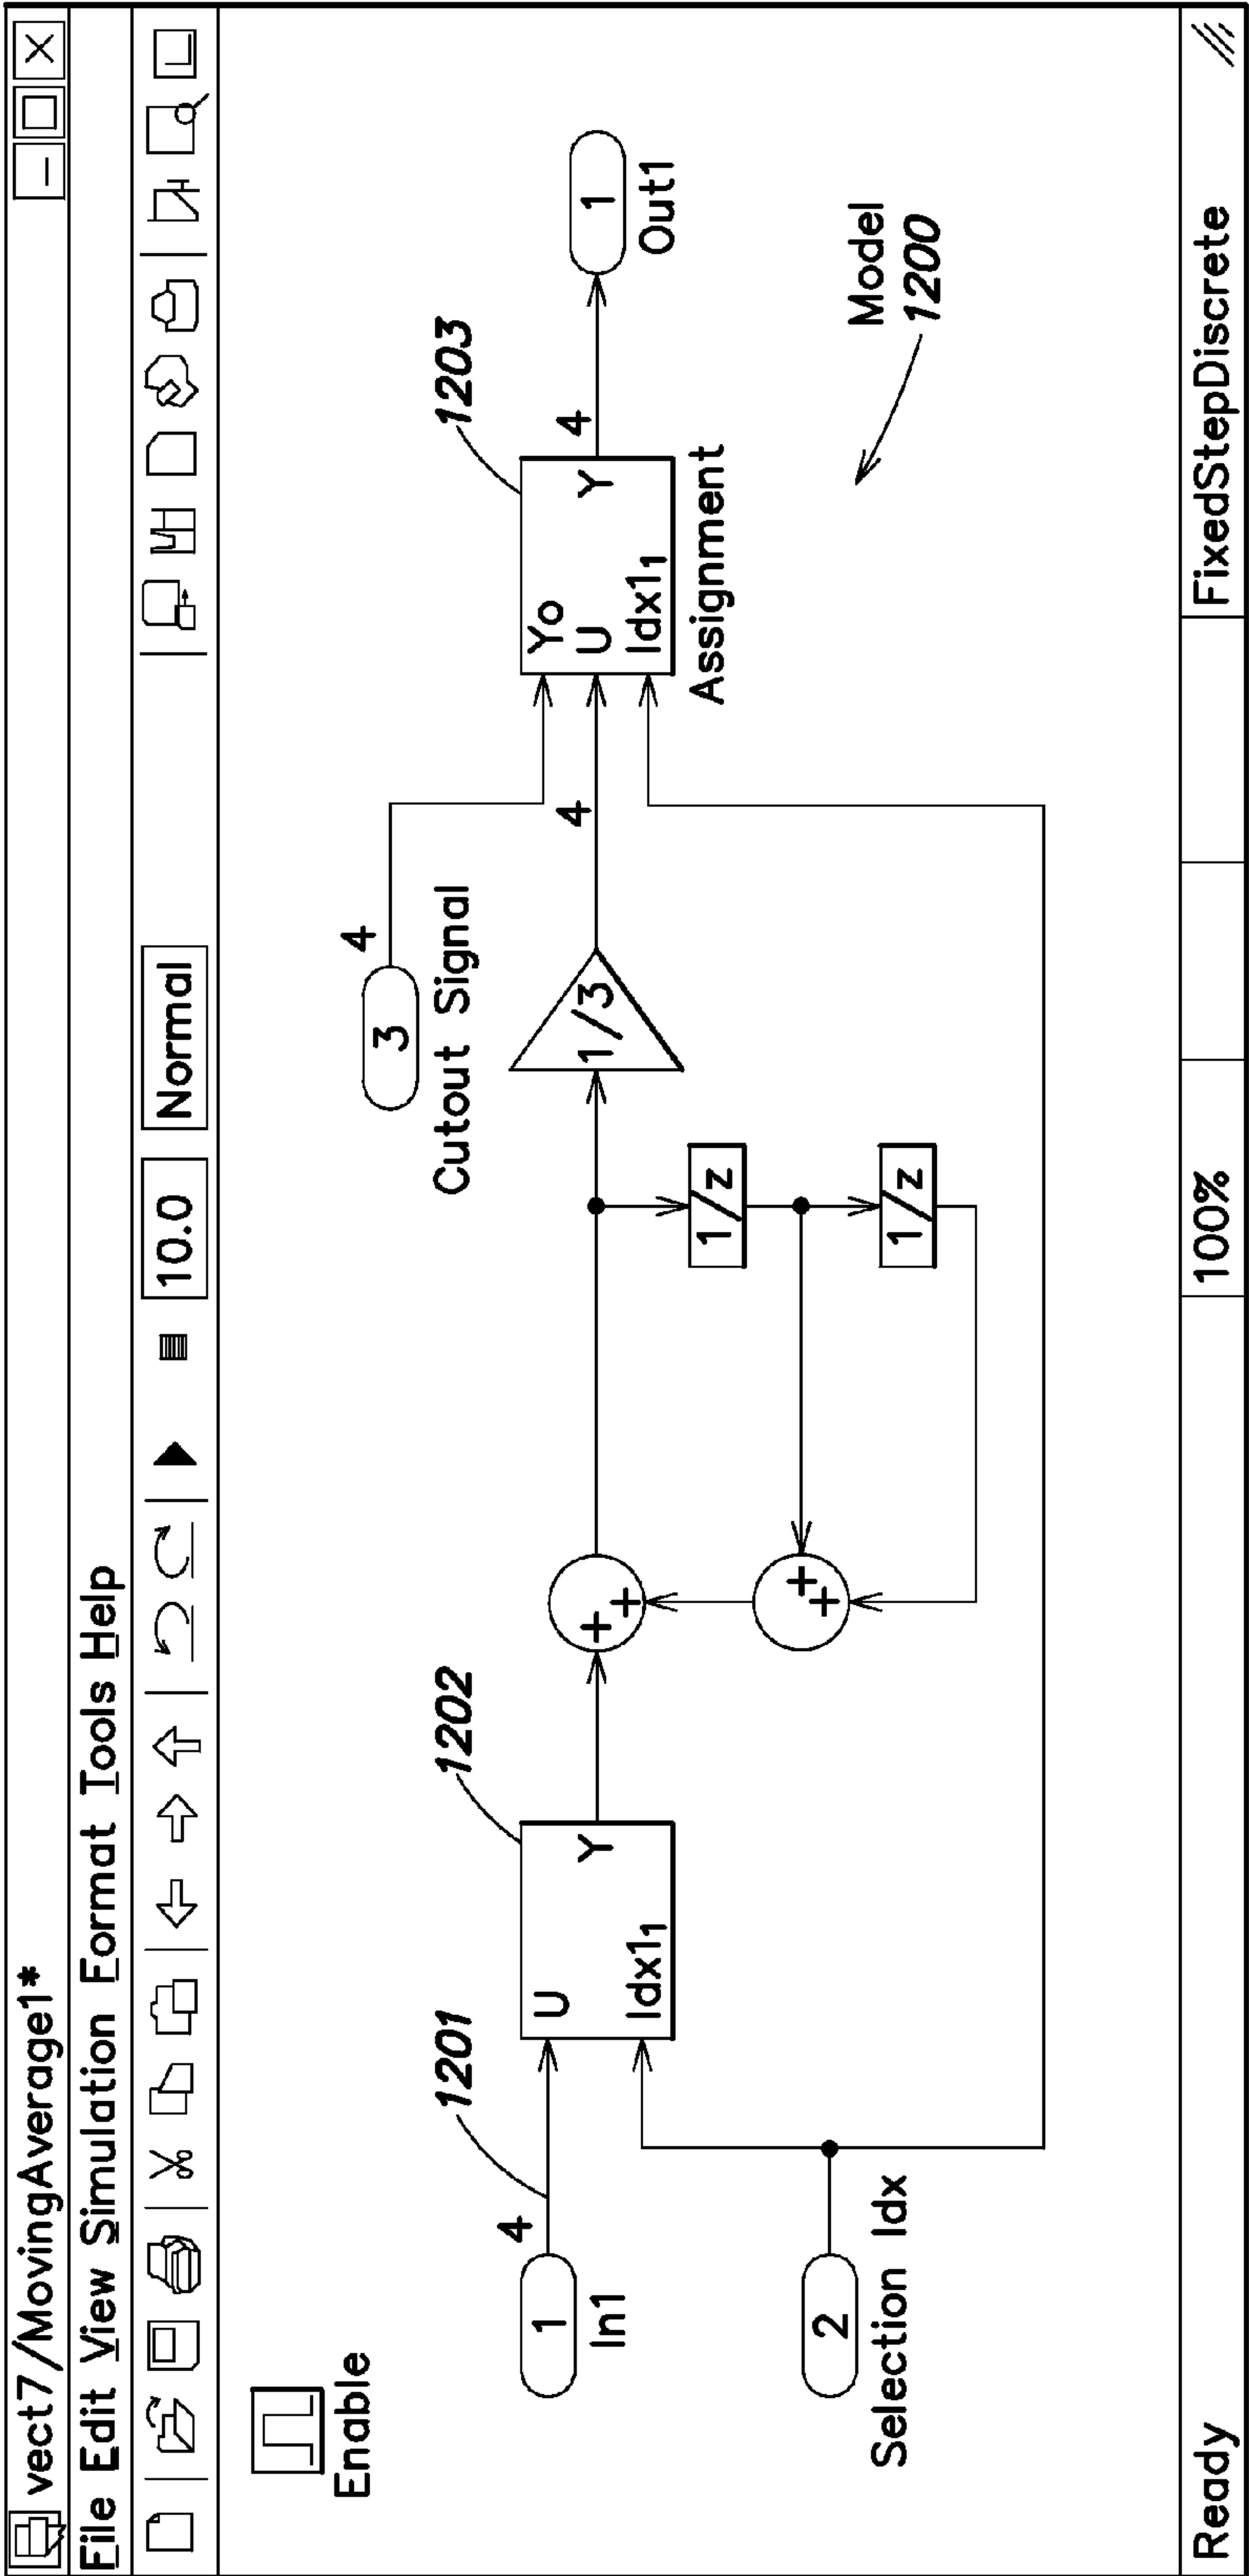 vect7/MovingAverage1*
File Edit View Simulation Format Tools Help
10.0 Normal
Enable
1
In1
4
1201
2
Selection Idx
U
Idx1₁
Y
1202
+
+
+
+
1/z
1/z
1/3
3
Cutout Signal
4
4
Yo
U
Idx1₁
Y
Assignment
1203
4
1
Out1
Model
1200
Ready 100% FixedStepDiscrete